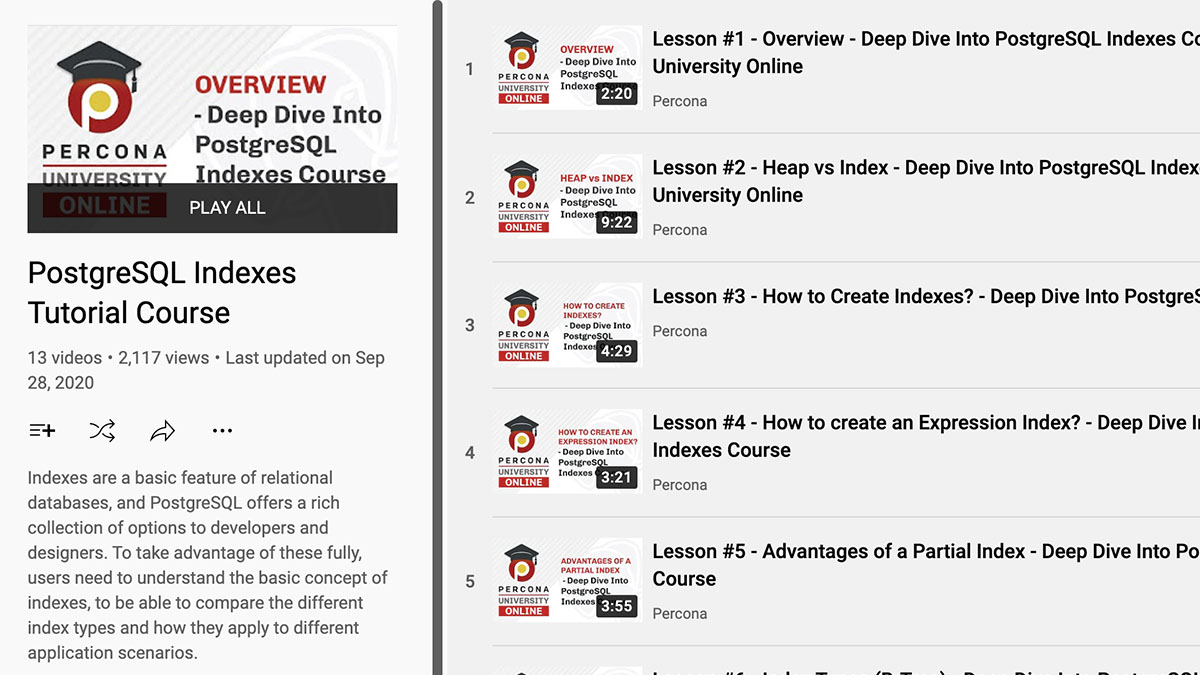 PERCONA
UNIVERSITY
ONLINE
OVERVIEW
- Deep Dive Into
PostgreSQL
Indexes Course
PLAY ALL
PostgreSQL Indexes
Tutorial Course
13 videos • 2,117 views • Last updated on Sep
28, 2020
Indexes are a basic feature of relational
databases, and PostgreSQL offers a rich
collection of options to developers and
designers. To take advantage of these fully,
users need to understand the basic concept of
indexes, to be able to compare the different
index types and how they apply to different
application scenarios.
1
PERCONA
UNIVERSITY
ONLINE
OVERVIEW
- Deep Dive Into
PostgreSQL
Indexes
2:20
Lesson #1 - Overview - Deep Dive Into PostgreSQL Indexes
University Online
Percona
2
PERCONA
UNIVERSITY
ONLINE
HEAP vs INDEX
- Deep Dive Into
PostgreSQL
Indexes
9:22
Lesson #2 - Heap vs Index - Deep Dive Into PostgreSQL Index
University Online
Percona
3
PERCONA
UNIVERSITY
ONLINE
HOW TO CREATE
INDEXES?
- Deep Dive Into
PostgreSQL
Indexes
4:29
Lesson #3 - How to Create Indexes? - Deep Dive Into Postgre
Percona
4
PERCONA
UNIVERSITY
ONLINE
HOW TO CREATE AN
EXPRESSION INDEX?
- Deep Dive Into
PostgreSQL
Indexes
3:21
Lesson #4 - How to create an Expression Index? - Deep Dive
Indexes Course
Percona
5
PERCONA
UNIVERSITY
ONLINE
ADVANTAGES OF A
PARTIAL INDEX
- Deep Dive Into
PostgreSQL
Indexes
3:55
Lesson #5 - Advantages of a Partial Index - Deep Dive Into Po
Course
Percona